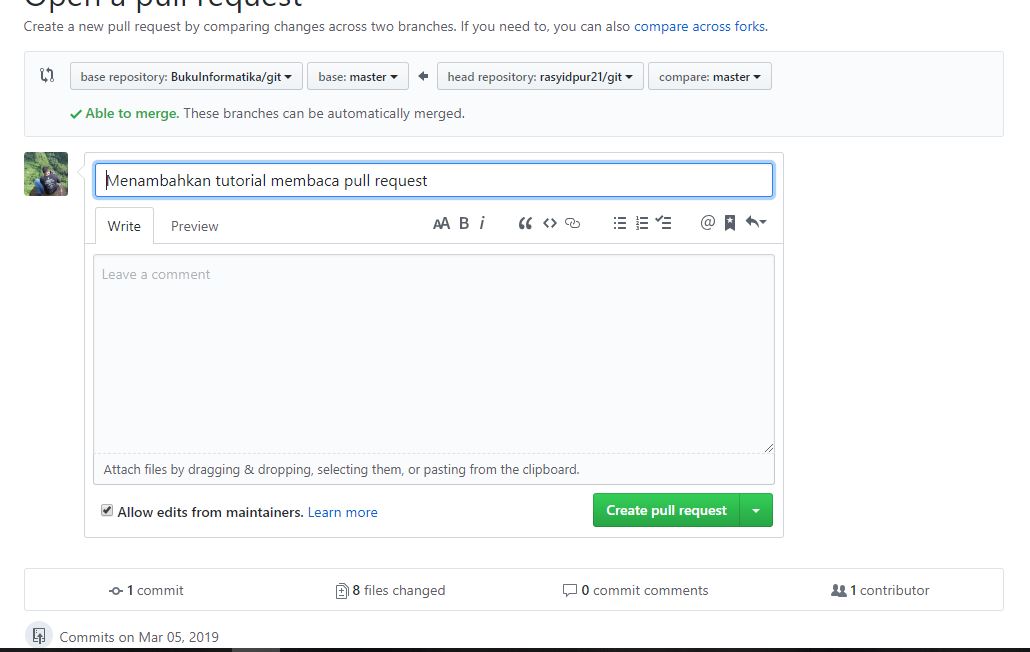 Open a pull request
Create a new pull request by comparing changes across two branches. If you need to, you can also compare across forks.
base repository: BukuInformatika/git base: master head repository: rasyidpur21/git compare: master
Able to merge. These branches can be automatically merged.
Menambahkan tutorial membaca pull request
Write Preview AA B i @
Leave a comment
Attach files by dragging & dropping, selecting them, or pasting from the clipboard.
Allow edits from maintainers. Learn more Create pull request
1 commit 8 files changed 0 commit comments 1 contributor
Commits on Mar 05, 2019